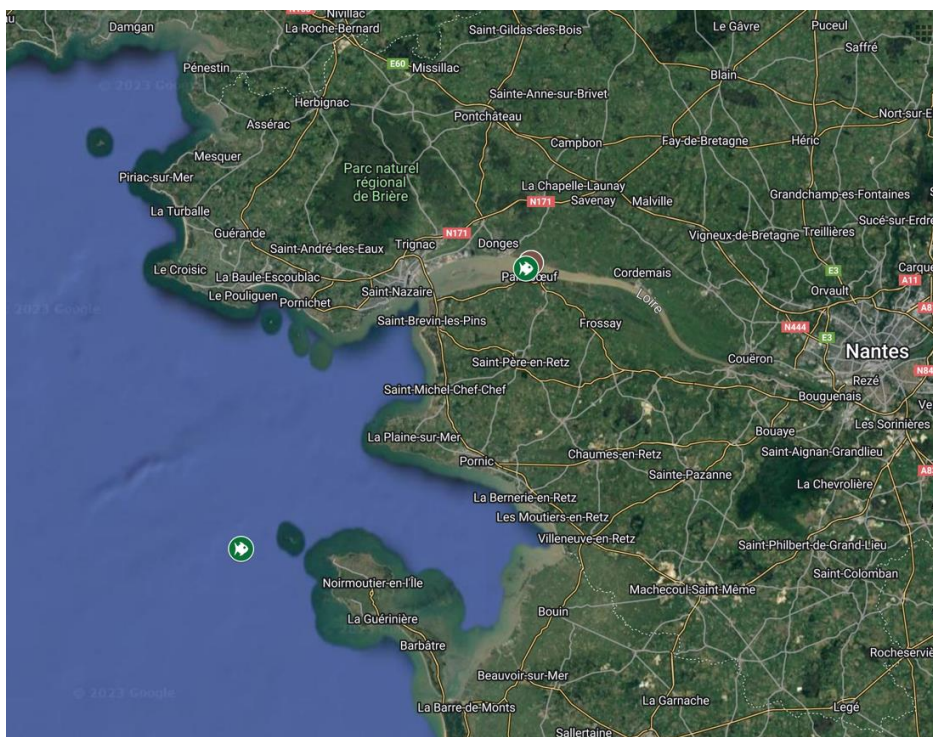 Damgan
Nivillac
La Roche-Bernard
Saint-Gildas-des-Bois
Le Gâvre
Puceul
Saffré
Pénestin
E60
Missillac
Blain
© 2023
Herbignac
Sainte-Anne-sur-Brivet
Nort-sur-E
Assérac
Pontchâteau
Fay-de-Bretagne
Héric
Mesquer
Campbon
Parc naturel
régional
de Brière
Piriac-sur-Mer
La Chapelle-Launay
Grandchamp-es-Fontaines
N171
Savenay
Malville
La Turballe
Sucé-sur-Erdre
Guérande
N171
Vigneux-de-Bretagne
Treillières
Saint-André-des-Eaux
Trignac
Donges
Le Croisic
La Baule-Escoublac
Cordemais
E3
Carque
A11
Le Pouliguen
Pornichet
Saint-Nazaire
Loire
Orvault
Google
Saint-Brevin-les-Pins
Frossay
N444
E3
Couëron
Nantes
Saint-Père-en-Retz
N84
Saint-Michel-Chef-Chef
Rezé
Bouguenais
Ve
Les Sorinières
La Plaine-sur-Mer
Bouaye
Saint-Aignan-Grandlieu
Pornic
Chaumes-en-Retz
Sainte-Pazanne
La Chevrolière
La Bernerie-en-Retz
Les Moutiers-en-Retz
Villeneuve-en-Retz
Saint-Philbert-de-Grand-Lieu
Saint-Colomban
Noirmoutier-en-l'Île
Machecoul-Saint-Même
La Guérinière
Bouin
Barbâtre
Rocheserviè
Beauvoir-sur-Mer
© 2023 Google
La Barre-de-Monts
La Garnache
Legé
Sallertaine